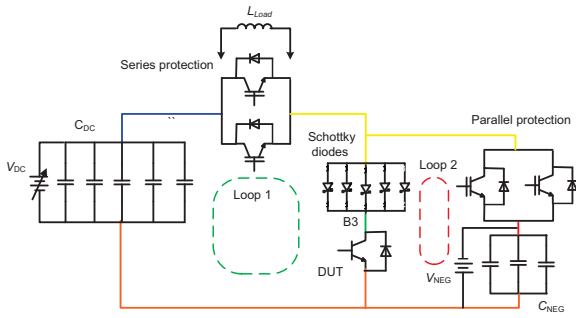 L_Load
Series protection
C_DC
``
Parallel protection
Schottky
diodes
V_DC
Loop 1
Loop 2
B3
DUT
V_NEG
C_NEG